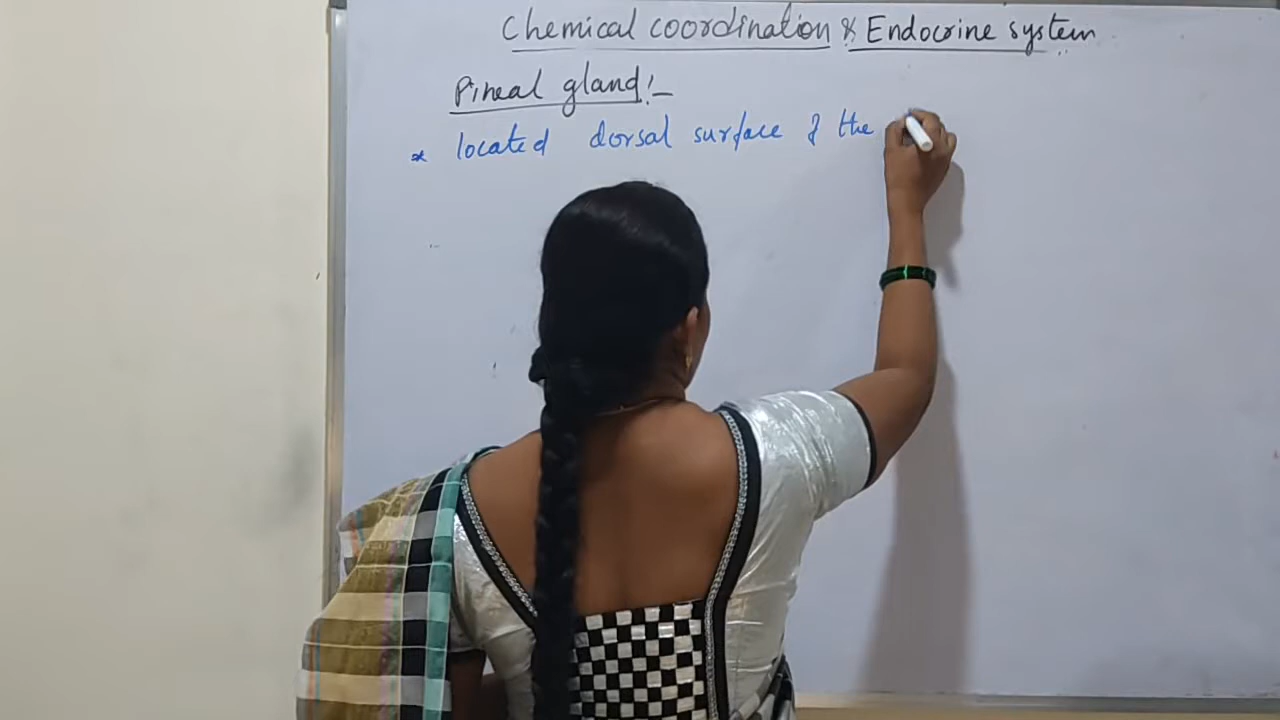 Chemical coordination & Endocrine system
Pineal gland:-
* located dorsal surface of the